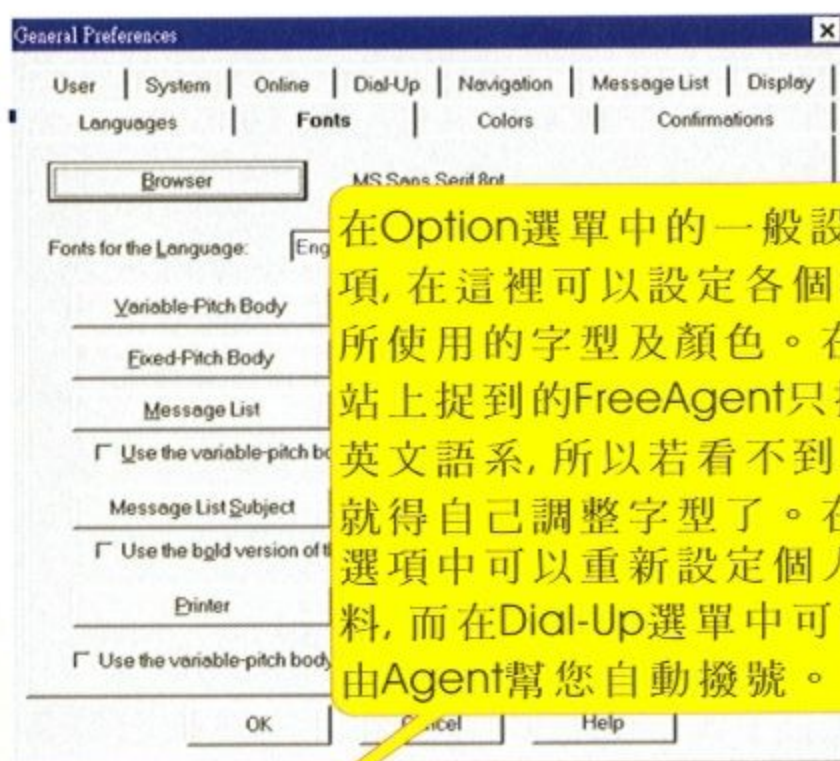 General Preferences
User System Online Dial-Up Navigation Message List Display
Languages Fonts Colors Confirmations
Browser MS Sans Serif 8pt
Fonts for the Language: Eng
Variable-Pitch Body
Fixed-Pitch Body
Message List
Use the variable-pitch bo
Message List Subject
Use the bold version of
Printer
Use the variable-pitch body
OK Help
在Option選單中的一般設
項,在這裡可以設定各個
所使用的字型及顏色。在
站上捉到的FreeAgent只
英文語系,所以若看不到
就得自己調整字型了。在
選項中可以重新設定個人
料,而在Dial-Up選單中可
由Agent幫您自動撥號。